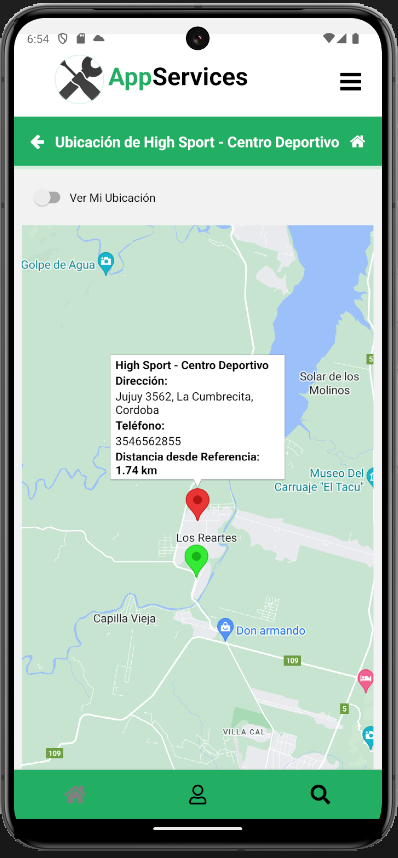 6:54
AppServices
Ubicación de High Sport - Centro Deportivo
Ver Mi Ubicación
Golpe de Agua
5
High Sport - Centro Deportivo
Dirección:
Jujuy 3562, La Cumbrecita,
Cordoba
Teléfono:
3546562855
Distancia desde Referencia:
1.74 km
Solar de los
Molinos
Museo Del
Carruaje "El Tacú"
Los Reartes
Capilla Vieja
Don armando
109
5
VILLA CAL
109